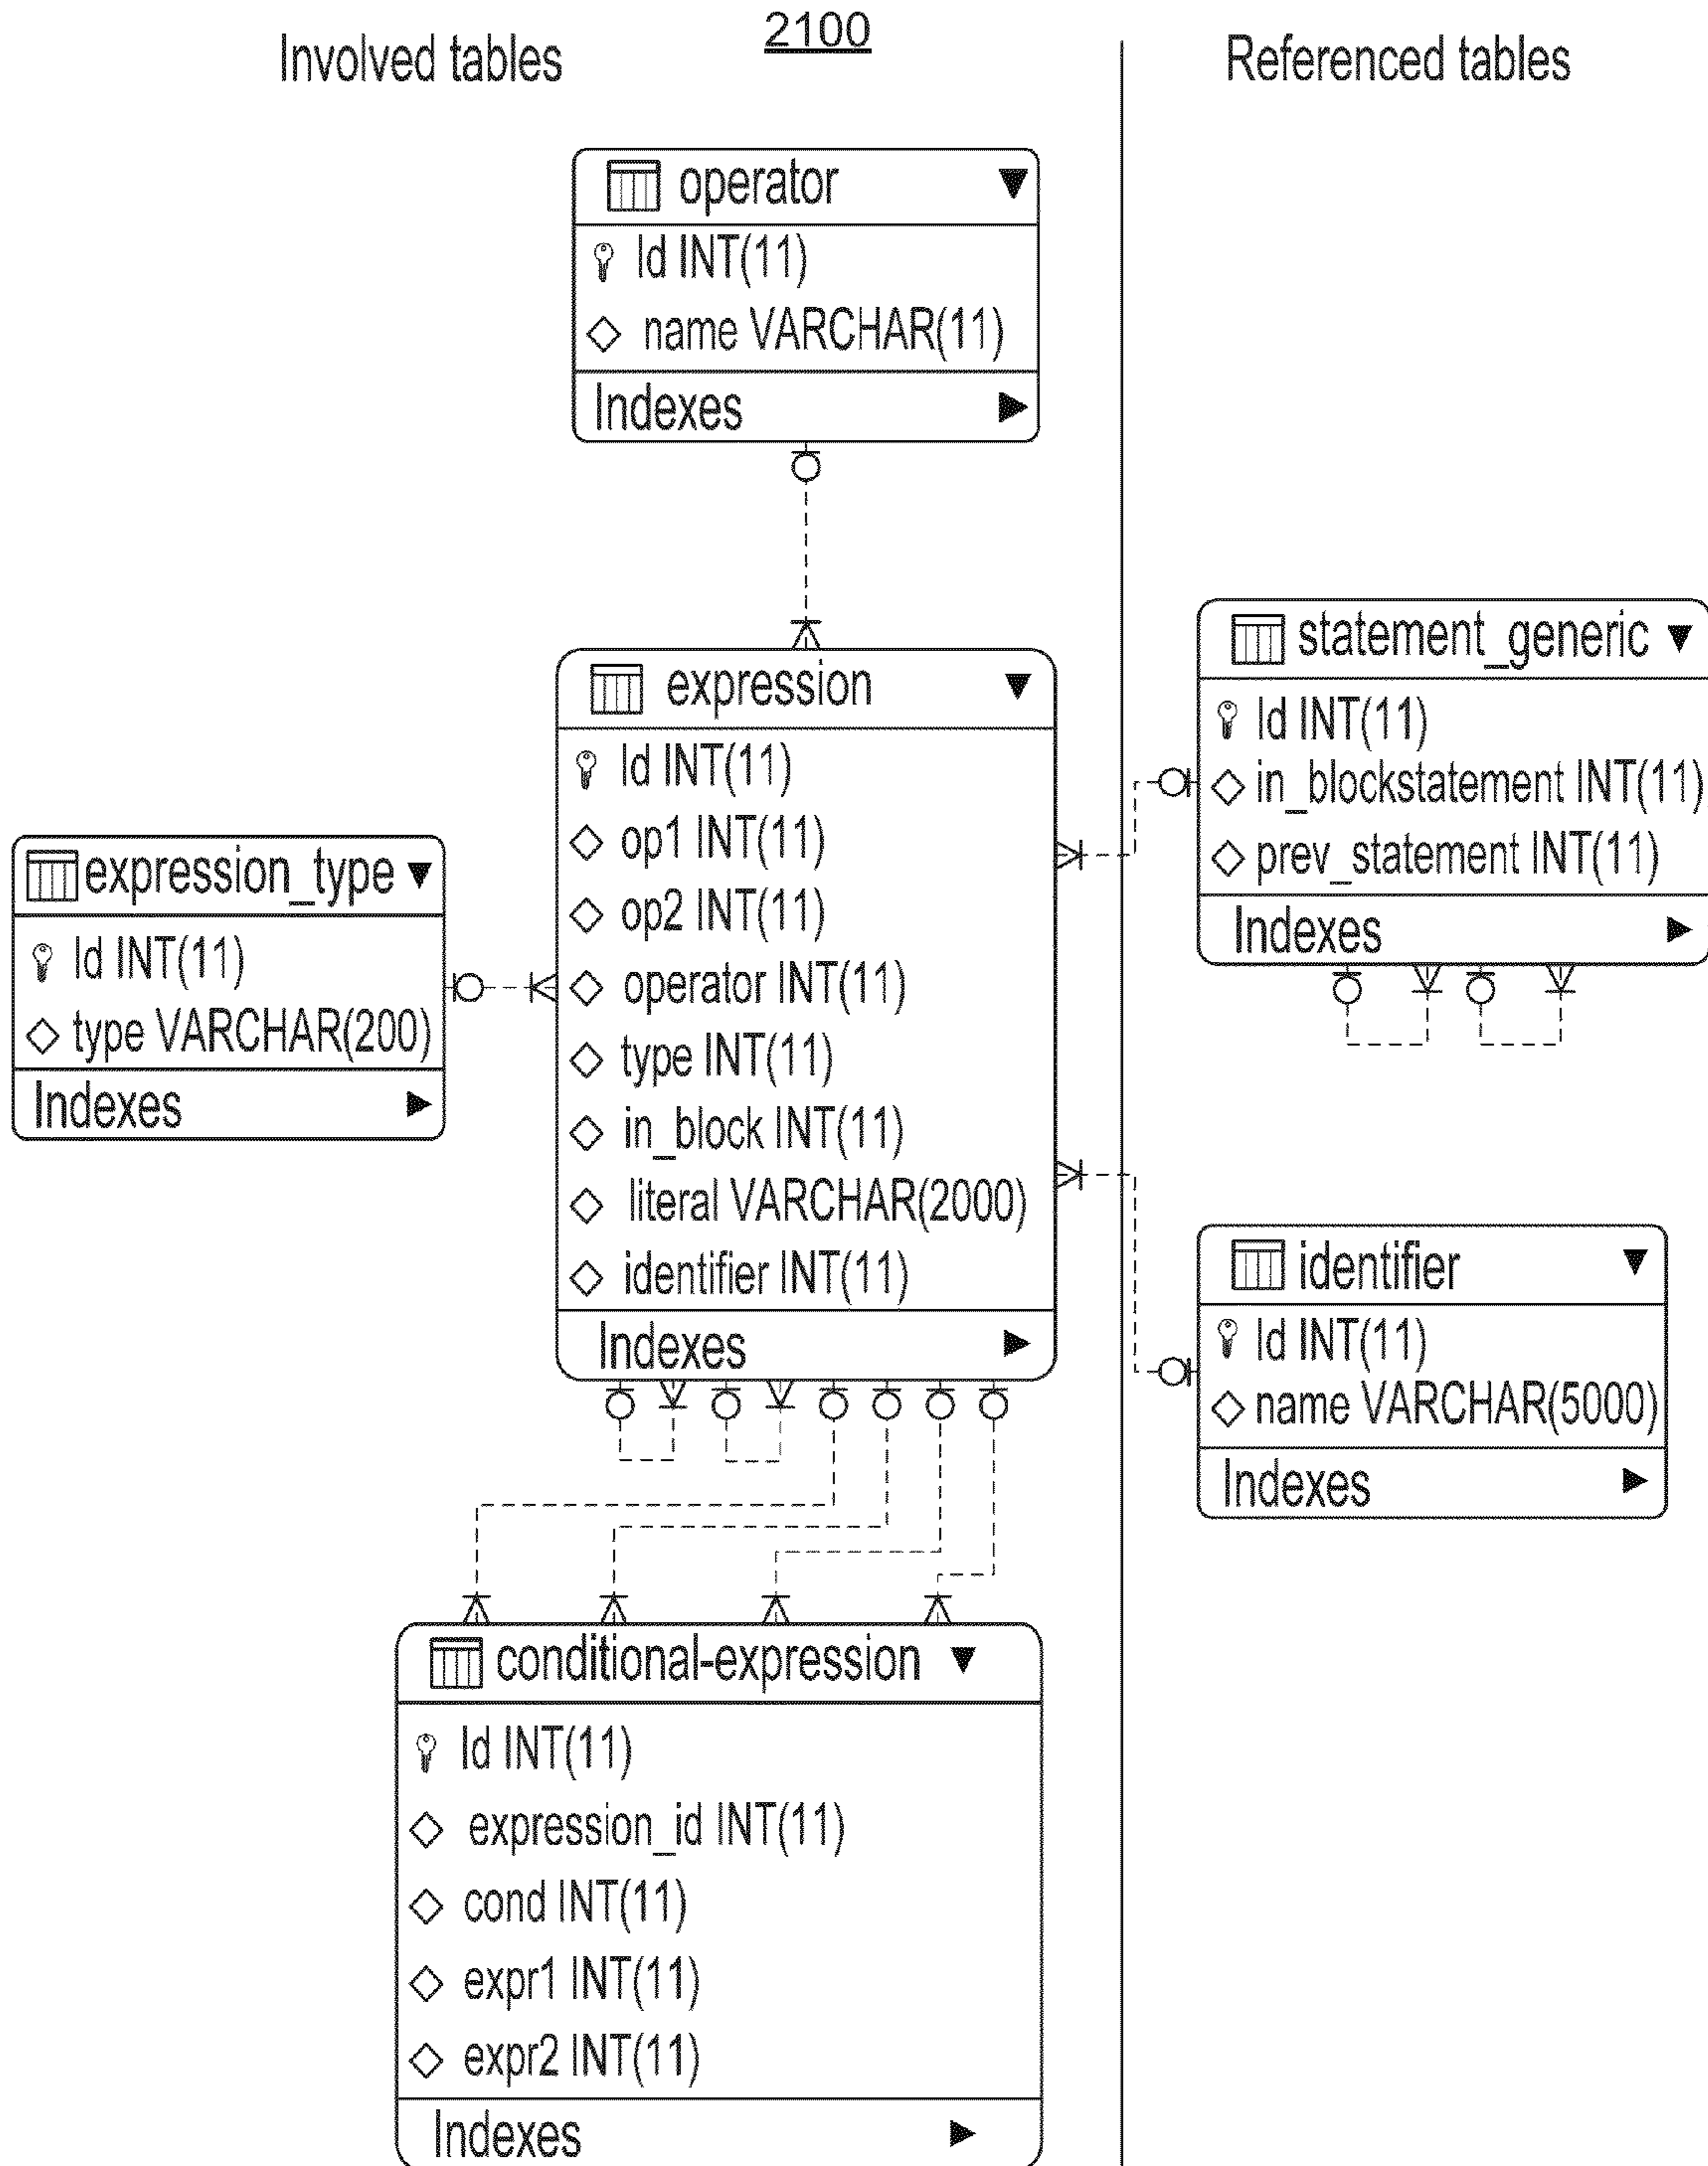 2100
Involved tables
Referenced tables
operator
Id INT(11)
name VARCHAR(11)
Indexes
expression
Id INT(11)
op1 INT(11)
op2 INT(11)
operator INT(11)
type INT(11)
in_block INT(11)
literal VARCHAR(2000)
identifier INT(11)
Indexes
expression_type
Id INT(11)
type VARCHAR(200)
Indexes
statement_generic
Id INT(11)
in_blockstatement INT(11)
prev_statement INT(11)
Indexes
identifier
Id INT(11)
name VARCHAR(5000)
Indexes
conditional-expression
Id INT(11)
expression_id INT(11)
cond INT(11)
expr1 INT(11)
expr2 INT(11)
Indexes